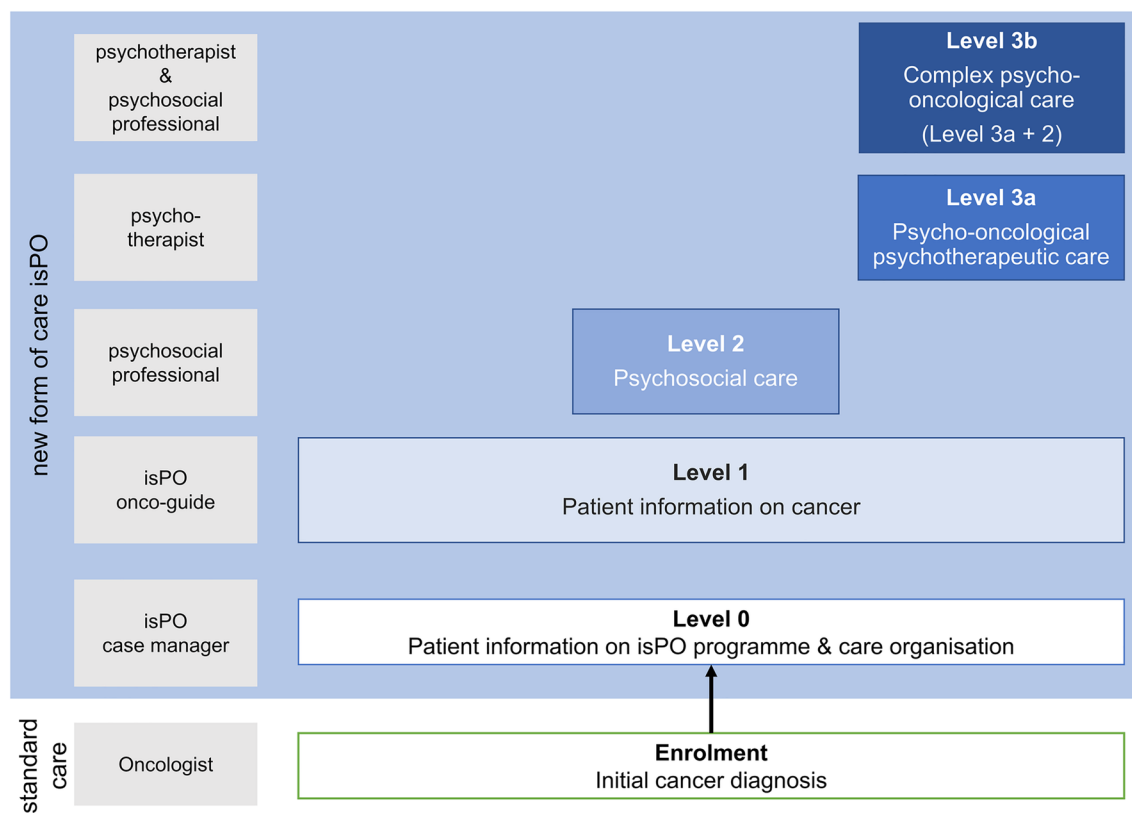 new form of care isPO
psychotherapist
&
psychosocial
professional
Level 3b
Complex psycho-
oncological care
(Level 3a + 2)
psycho-
therapist
Level 3a
Psycho-oncological
psychotherapeutic care
psychosocial
professional
Level 2
Psychosocial care
isPO
onco-guide
Level 1
Patient information on cancer
isPO
case manager
Level 0
Patient information on isPO programme & care organisation
standard
care
Oncologist
Enrolment
Initial cancer diagnosis